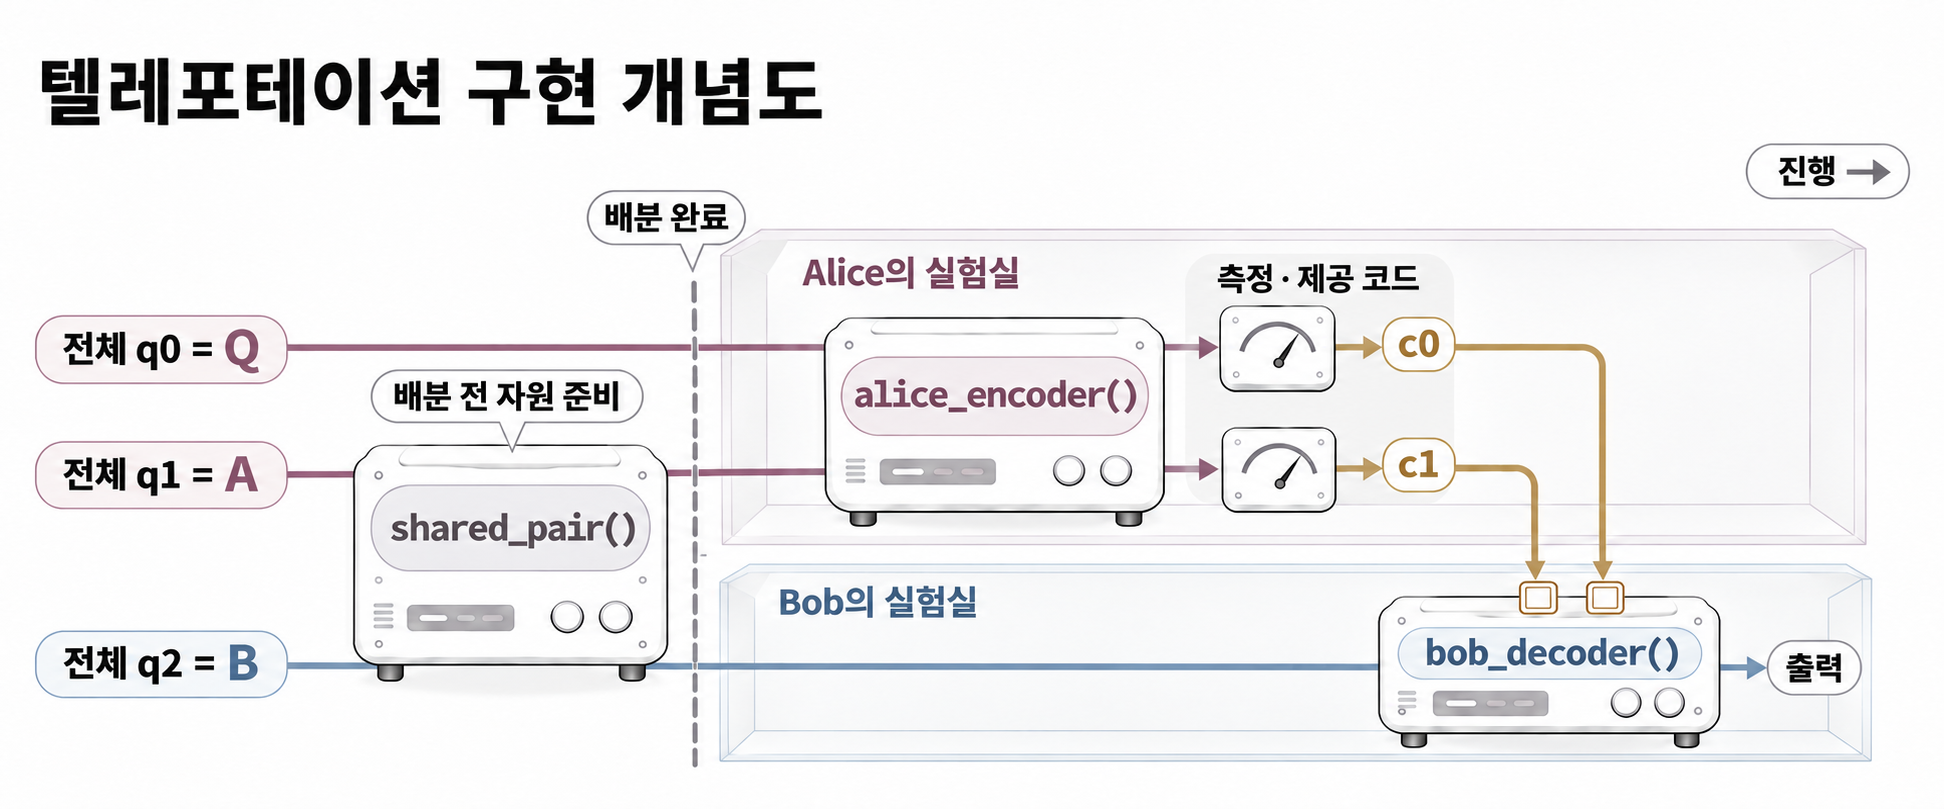 텔레포테이션 구현 개념도
진행
배분 완료
Alice의 실험실
측정 · 제공 코드
전체 q0 = Q
c0
배분 전 자원 준비
alice_encoder()
전체 q1 = A
c1
shared_pair()
Bob의 실험실
전체 q2 = B
bob_decoder()
출력